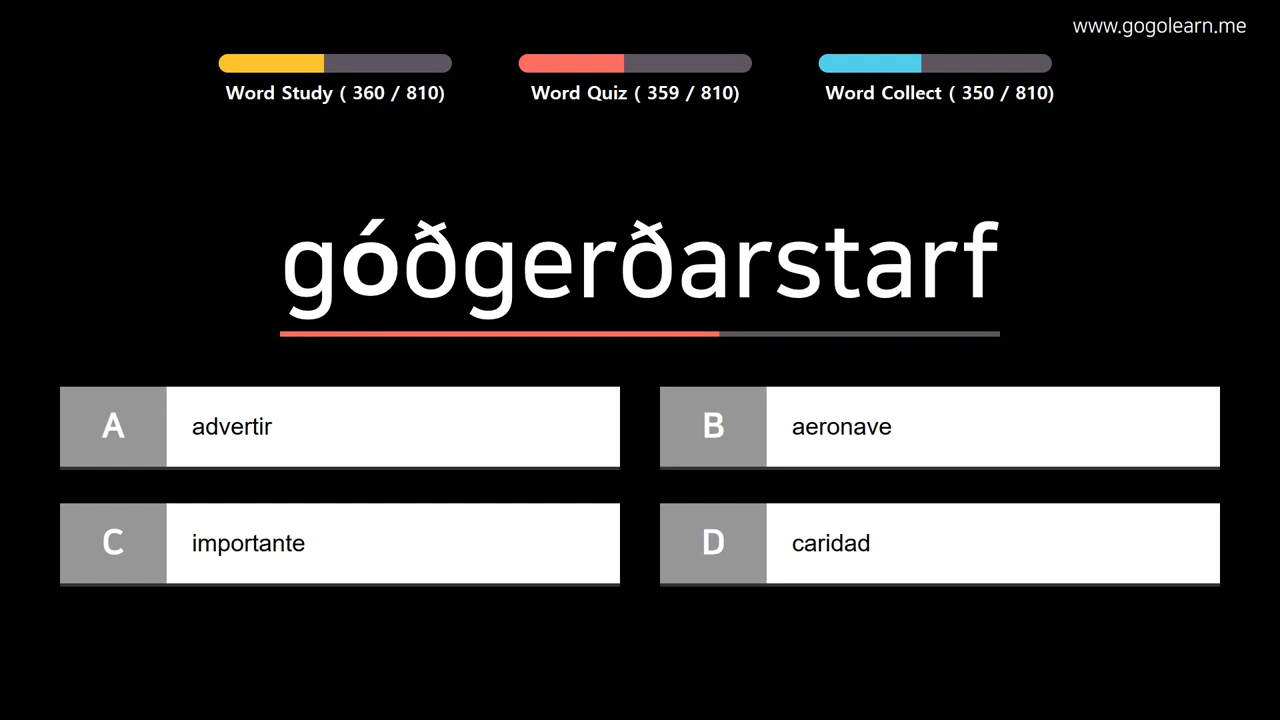 www.gogolearn.me
Word Study ( 360 / 810)
Word Quiz ( 359 / 810)
Word Collect ( 350 / 810)
góðgerðarstarf
A advertir
B aeronave
C importante
D caridad